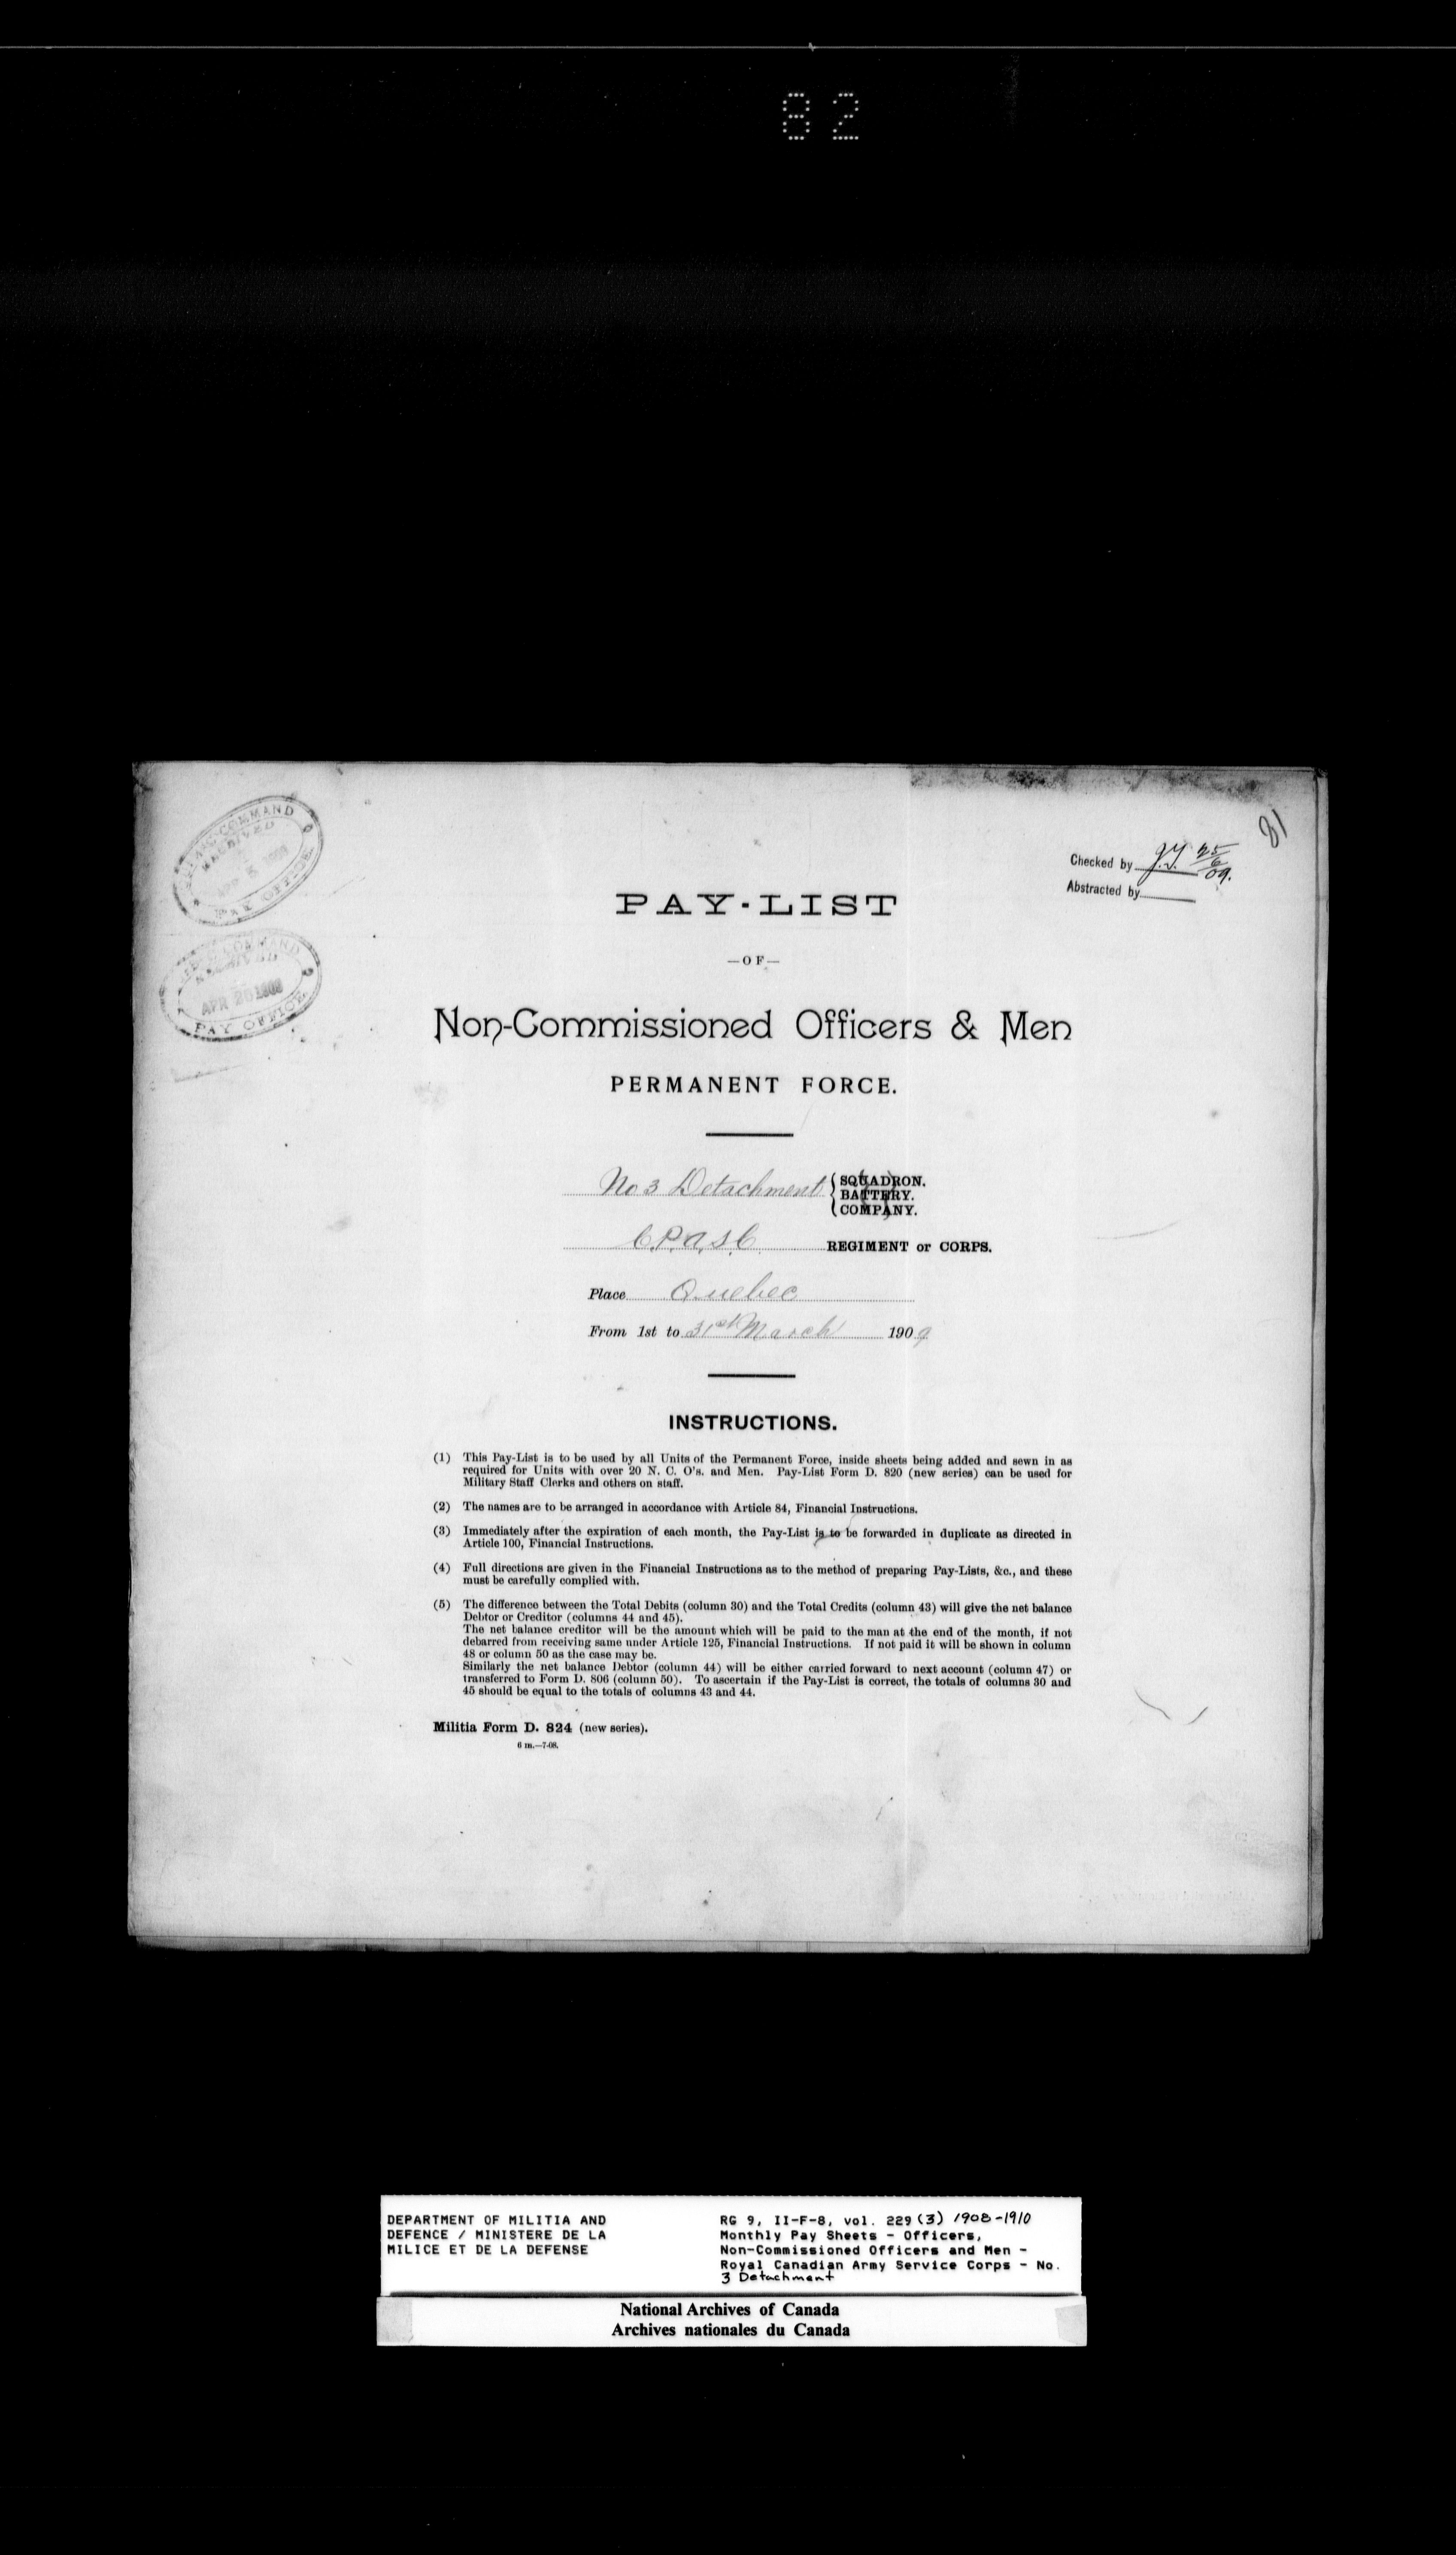 82
81
COMMAND
RECEIVED
APR 5 1909
PAY OFFICE
COMMAND
RECEIVED
APR 20 1909
PAY OFFICE
Checked by J.J. 25/6/09.
Abstracted by
PAY-LIST
—OF—
Non-Commissioned Officers & Men
PERMANENT FORCE.
No 3 Detachment { SQUADRON.
BATTERY.
COMPANY.
C.P.A.S.C. REGIMENT or CORPS.
Place Quebec
From 1st to 31st March 1909
INSTRUCTIONS.
(1) This Pay-List is to be used by all Units of the Permanent Force, inside sheets being added and sewn in as
required for Units with over 20 N. C. O's. and Men. Pay-List Form D. 820 (new series) can be used for
Military Staff Clerks and others on staff.
(2) The names are to be arranged in accordance with Article 84, Financial Instructions.
(3) Immediately after the expiration of each month, the Pay-List is to be forwarded in duplicate as directed in
Article 100, Financial Instructions.
(4) Full directions are given in the Financial Instructions as to the method of preparing Pay-Lists, &c., and these
must be carefully complied with.
(5) The difference between the Total Debits (column 30) and the Total Credits (column 43) will give the net balance
Debtor or Creditor (columns 44 and 45).
The net balance creditor will be the amount which will be paid to the man at the end of the month, if not
debarred from receiving same under Article 125, Financial Instructions. If not paid it will be shown in column
48 or column 50 as the case may be.
Similarly the net balance Debtor (column 44) will be either carried forward to next account (column 47) or
transferred to Form D. 806 (column 50). To ascertain if the Pay-List is correct, the totals of columns 30 and
45 should be equal to the totals of columns 43 and 44.
Militia Form D. 824 (new series).
6 m.—7-08.
DEPARTMENT OF MILITIA AND
DEFENCE / MINISTERE DE LA
MILICE ET DE LA DEFENSE
RG 9, II-F-8, vol. 229 (3) 1908-1910
Monthly Pay Sheets - Officers,
Non-Commissioned Officers and Men -
Royal Canadian Army Service Corps - No.
3 Detachment
National Archives of Canada
Archives nationales du Canada